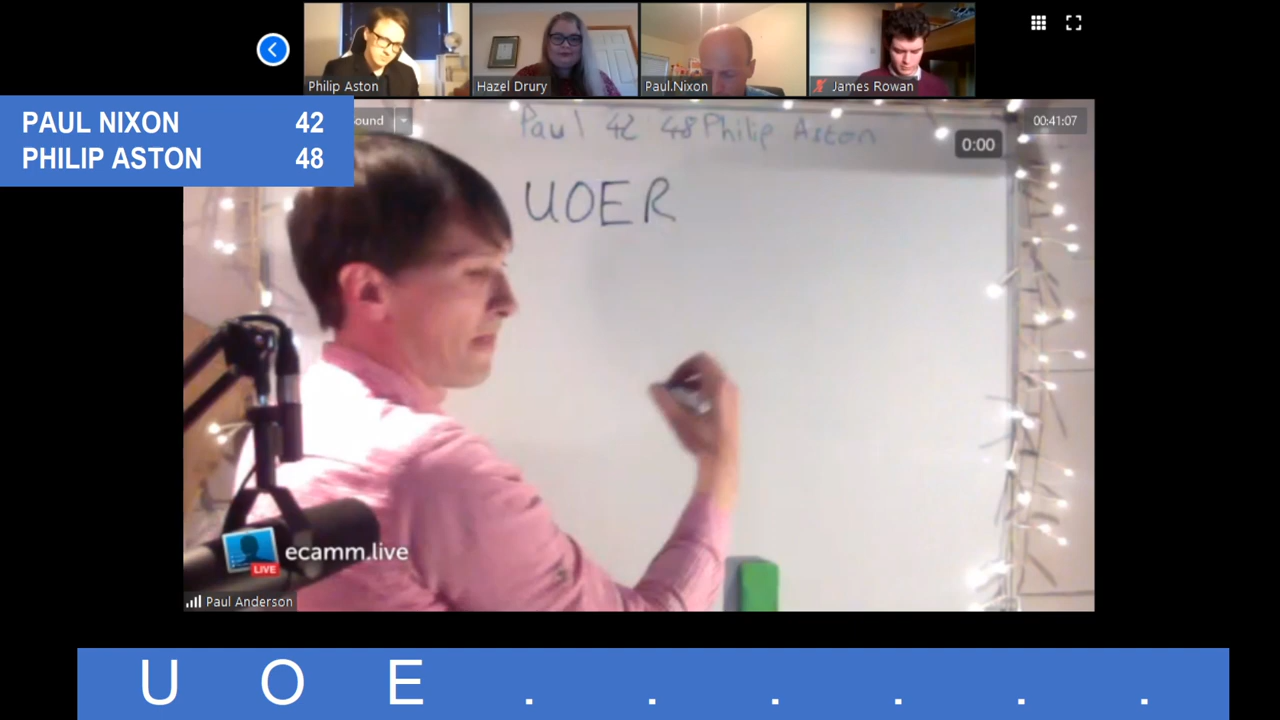 Philip Aston
Hazel Drury
Paul.Nixon
James Rowan
PAUL NIXON 42
PHILIP ASTON 48
ound
00:41:07
Paul 42 48 Philip Aston
0:00
UOER
ecamm.live
LIVE
Paul Anderson
U O E . . . . . .